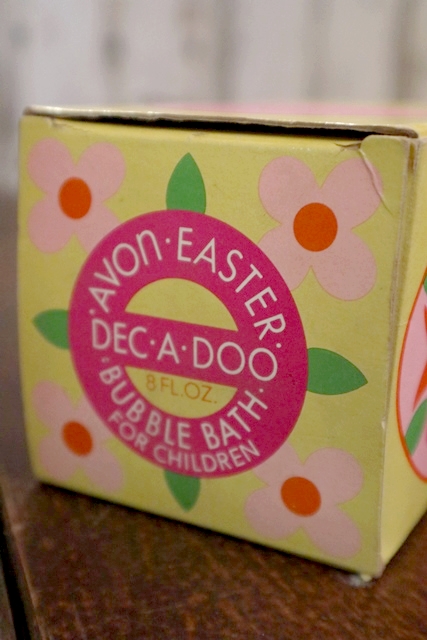 AVON · EASTER
DEC·A·DOO
8 FL.OZ.
BUBBLE BATH
FOR CHILDREN